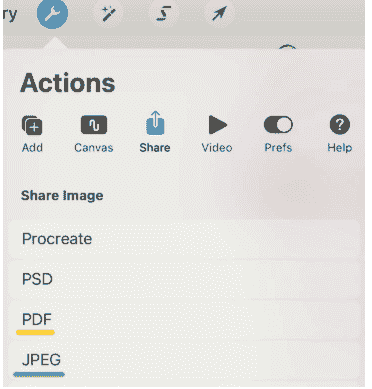 ry
Actions
Add Canvas Share Video Prefs Help
Share Image
Procreate
PSD
PDF
JPEG